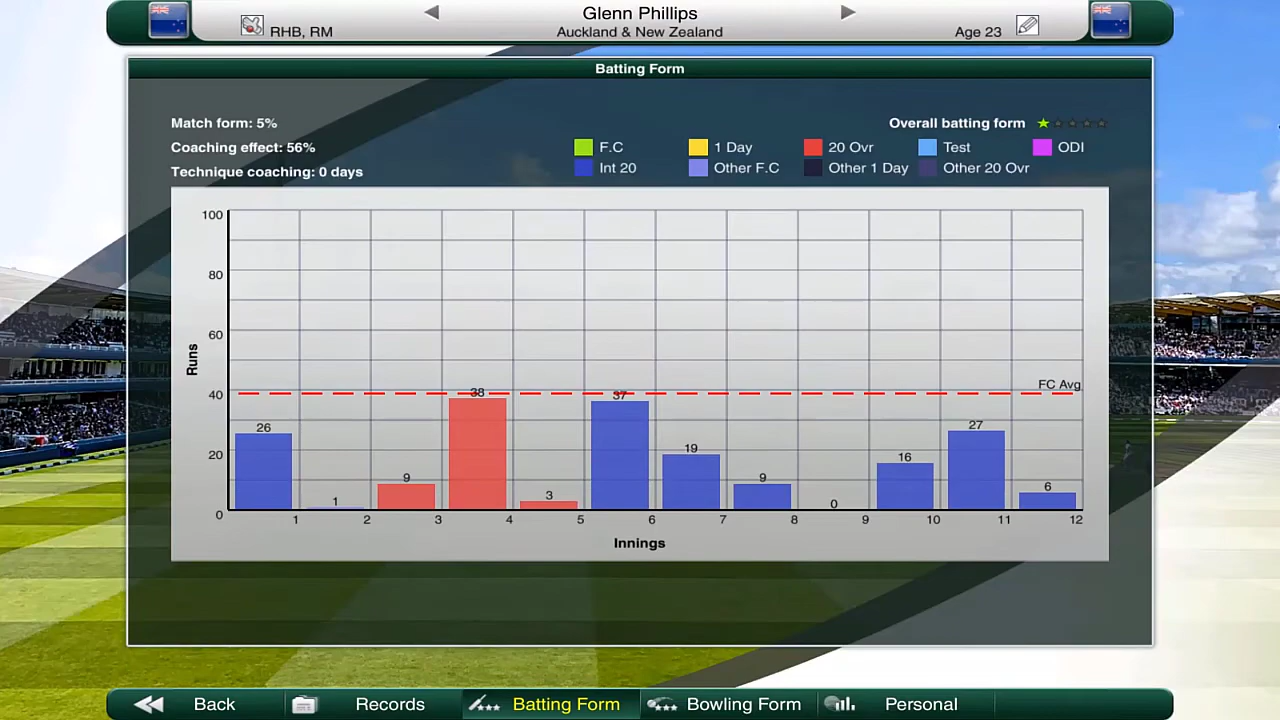 Glenn Phillips
RHB, RM
Auckland & New Zealand
Age 23
Batting Form
Match form: 5%
Overall batting form
Coaching effect: 56%
F.C
1 Day
20 Ovr
Test
ODI
Technique coaching: 0 days
Int 20
Other F.C
Other 1 Day
Other 20 Ovr
100
80
60
40
20
0
Runs
FC Avg
26
1
9
38
3
37
19
9
0
16
27
6
1 2 3 4 5 6 7 8 9 10 11 12
Innings
Back
Records
Batting Form
Bowling Form
Personal